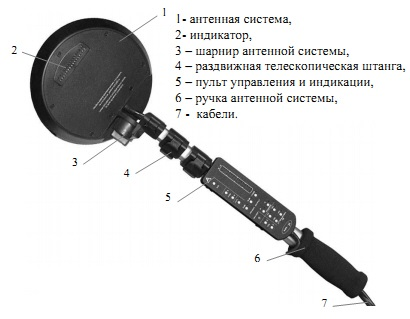 1- антенная система,
2- индикатор,
3 – шарнир антенной системы,
4 – раздвижная телескопическая штанга,
5 – пульт управления и индикации,
6 – ручка антенной системы,
7 - кабели.
1
2
3
4
5
6
7